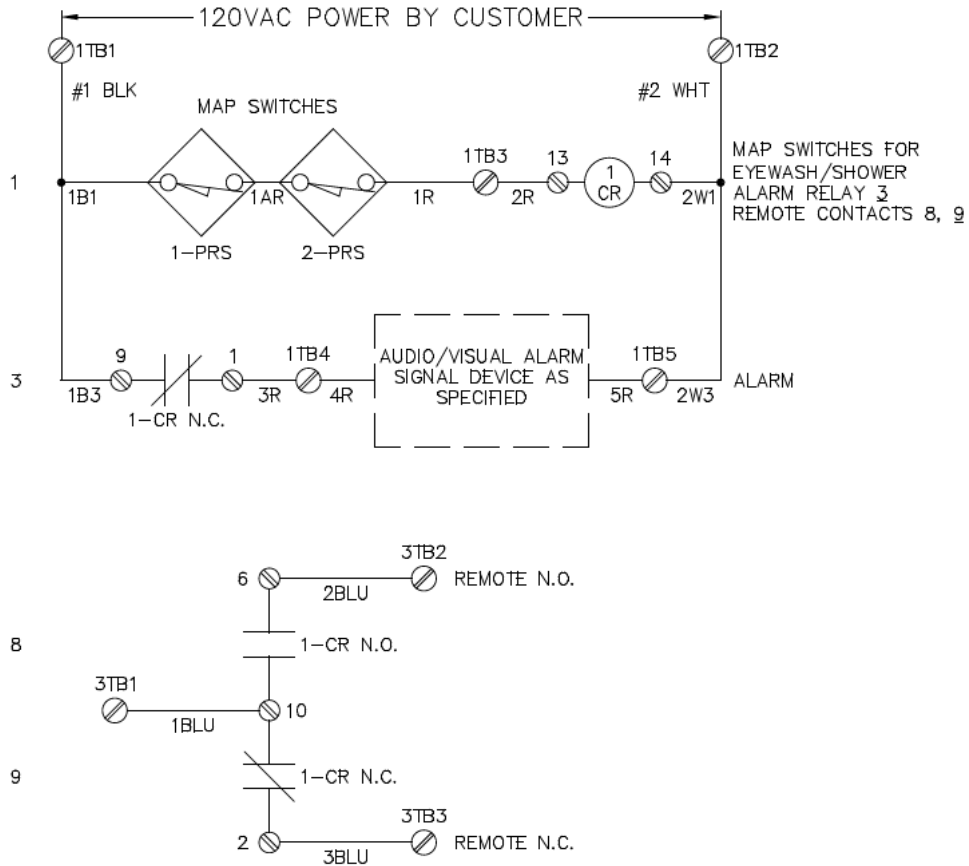 120VAC POWER BY CUSTOMER
1TB1
1TB2
#1 BLK
#2 WHT
MAP SWITCHES
1
1B1
1AR
1R
1TB3
2R
13
1
CR
14
2W1
MAP SWITCHES FOR
EYEWASH/SHOWER
ALARM RELAY 3
REMOTE CONTACTS 8, 9
1-PRS
2-PRS
3
1B3
9
1-CR N.C.
1
3R
1TB4
4R
AUDIO/VISUAL ALARM
SIGNAL DEVICE AS
SPECIFIED
5R
1TB5
2W3
ALARM
6
2BLU
3TB2
REMOTE N.O.
8
1-CR N.O.
3TB1
1BLU
10
9
1-CR N.C.
2
3BLU
3TB3
REMOTE N.C.